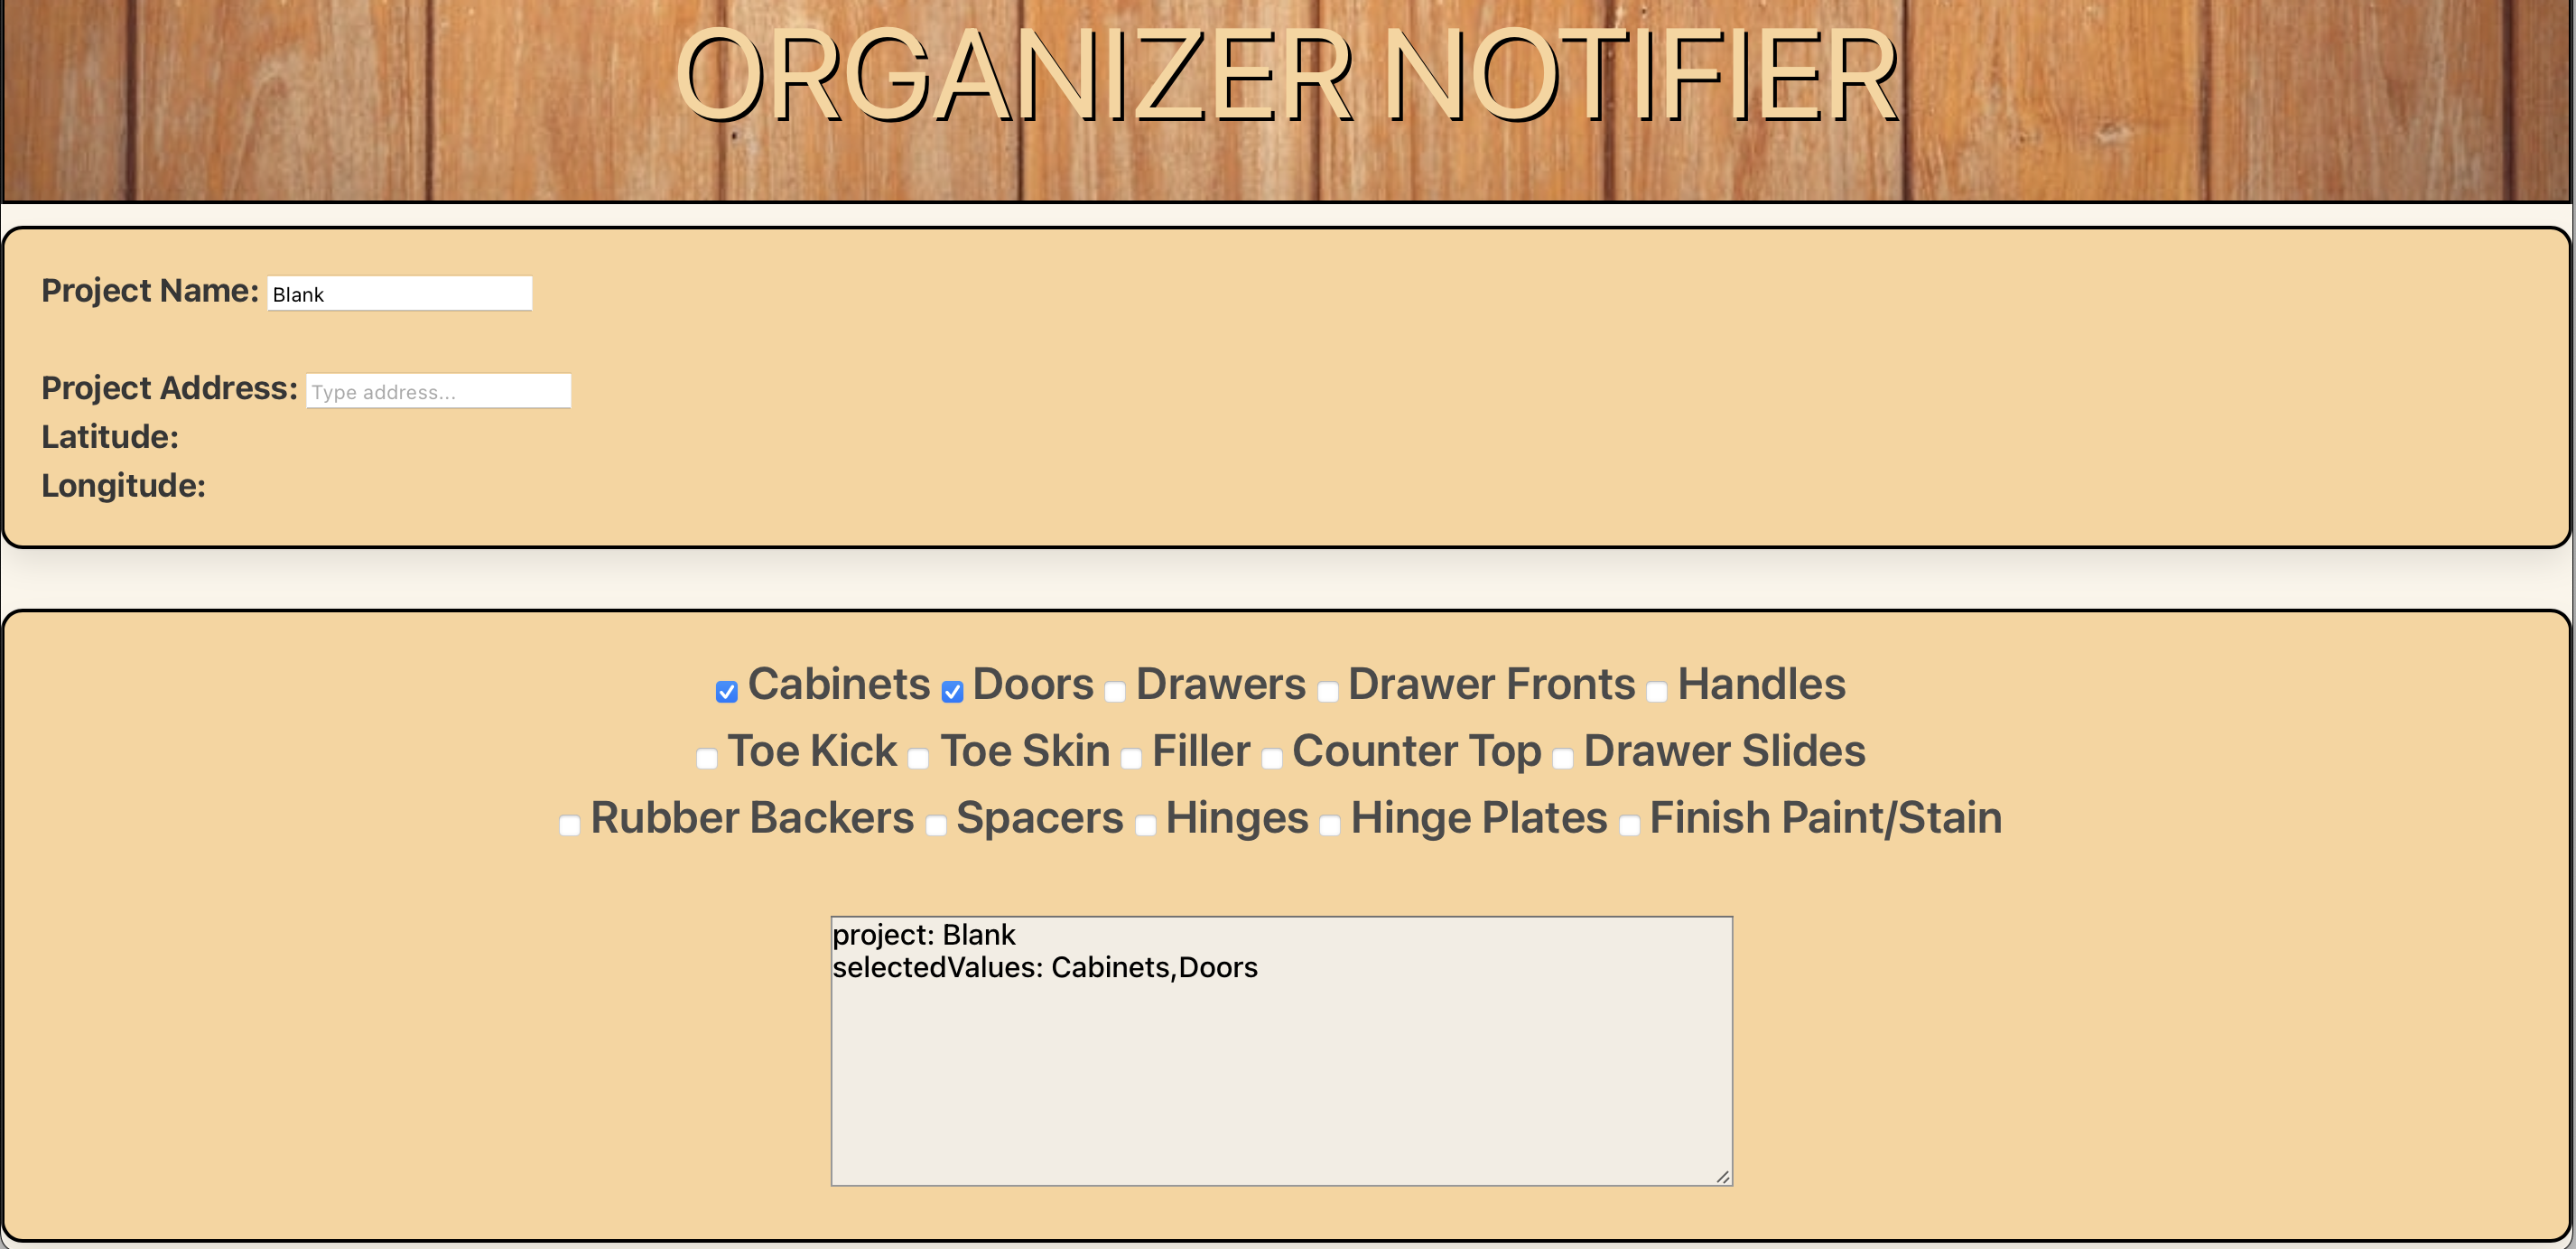 ORGANIZER NOTIFIER
Project Name: Blank
Project Address: Type address...
Latitude:
Longitude:
Cabinets Doors Drawers Drawer Fronts Handles
Toe Kick Toe Skin Filler Counter Top Drawer Slides
Rubber Backers Spacers Hinges Hinge Plates Finish Paint/Stain
project: Blank
selectedValues: Cabinets,Doors